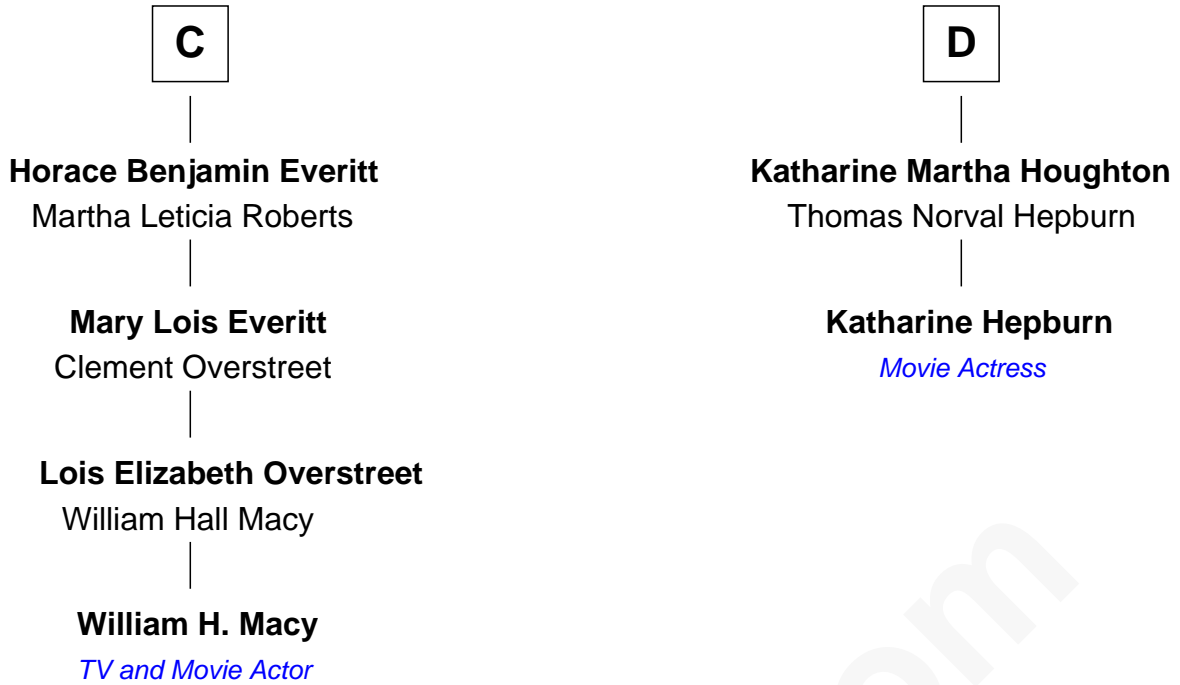 C
Horace Benjamin Everitt
Martha Leticia Roberts
Mary Lois Everitt
Clement Overstreet
Lois Elizabeth Overstreet
William Hall Macy
William H. Macy
TV and Movie Actor
D
Katharine Martha Houghton
Thomas Norval Hepburn
Katharine Hepburn
Movie Actress
om